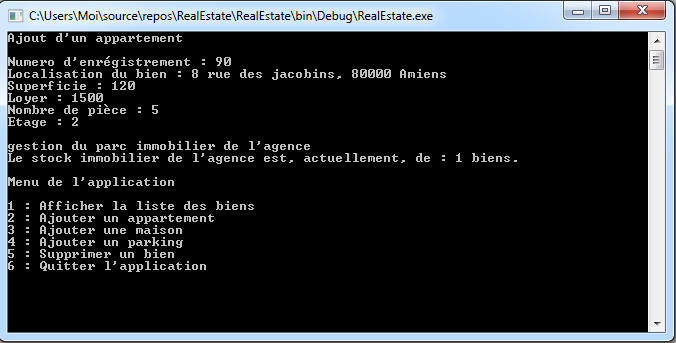 C:\Users\Moi\source\repos\RealEstate\RealEstate\bin\Debug\RealEstate.exe
Ajout d'un appartement
Numero d'enrégistrement : 90
Localisation du bien : 8 rue des jacobins, 80000 Amiens
Superficie : 120
Loyer : 1500
Nombre de pièce : 5
Etage : 2
gestion du parc immobilier de l'agence
Le stock immobilier de l'agence est, actuellement, de : 1 biens.
Menu de l'application
1 : Afficher la liste des biens
2 : Ajouter un appartement
3 : Ajouter une maison
4 : Ajouter un parking
5 : Supprimer un bien
6 : Quitter l'application